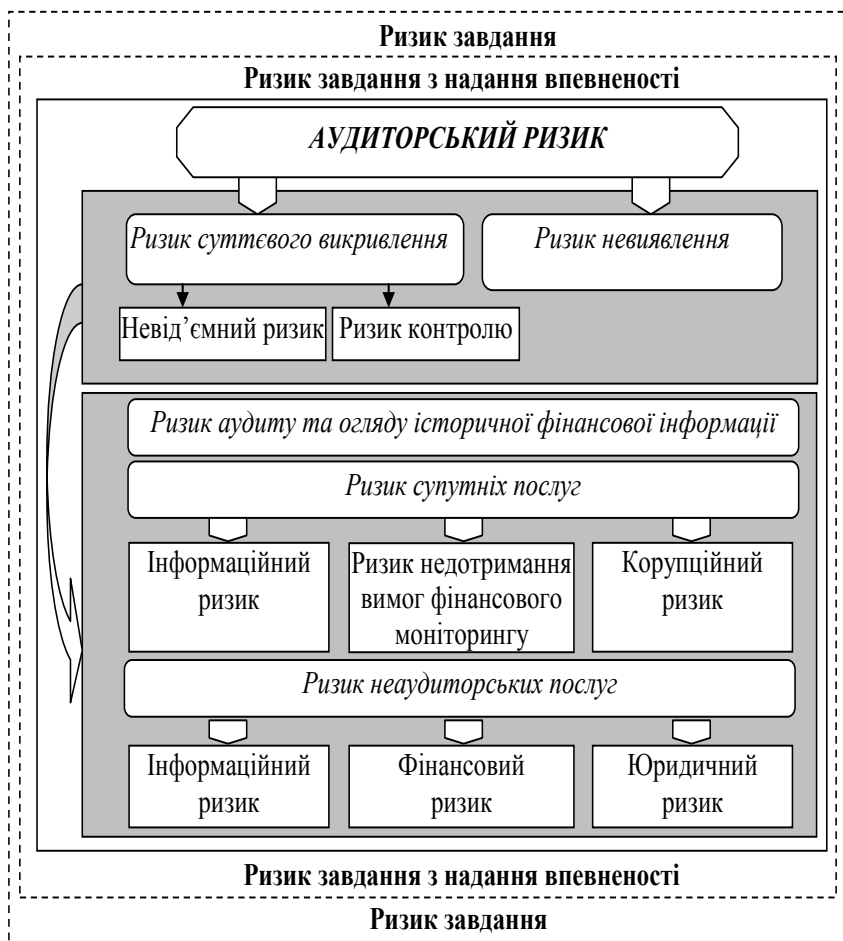 Ризик завдання
Ризик завдання з надання впевненості
АУДИТОРСЬКИЙ РИЗИК
Ризик суттєвого викривлення
Ризик невиявлення
Невід’ємний ризик
Ризик контролю
Ризик аудиту та огляду історичної фінансової інформації
Ризик супутніх послуг
Інформаційний
ризик
Ризик недотримання
вимог фінансового
моніторингу
Корупційний
ризик
Ризик неаудиторських послуг
Інформаційний
ризик
Фінансовий
ризик
Юридичний
ризик
Ризик завдання з надання впевненості
Ризик завдання